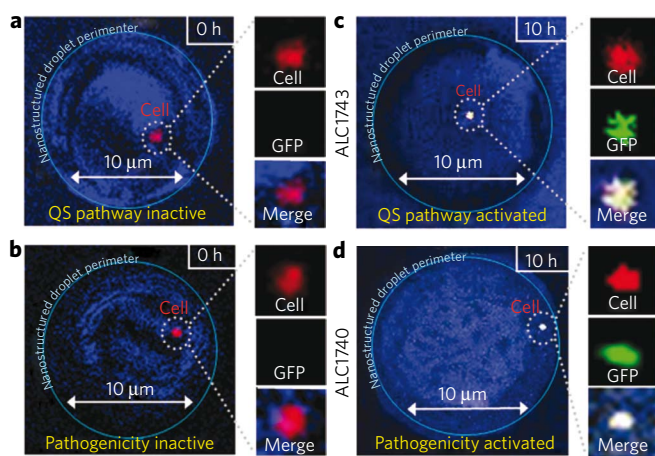 a
0 h
Nanostructured droplet perimenter
Cell
10 μm
QS pathway inactive
Cell
GFP
Merge
ALC1743
c
10 h
Nanostructured droplet perimeter
Cell
10 μm
QS pathway activated
Cell
GFP
Merge
b
0 h
Nanostructured droplet perimeter
Cell
10 μm
Pathogenicity inactive
Cell
GFP
Merge
ALC1740
d
10 h
Nanostructured droplet perimeter
Cell
10 μm
Pathogenicity activated
Cell
GFP
Merge